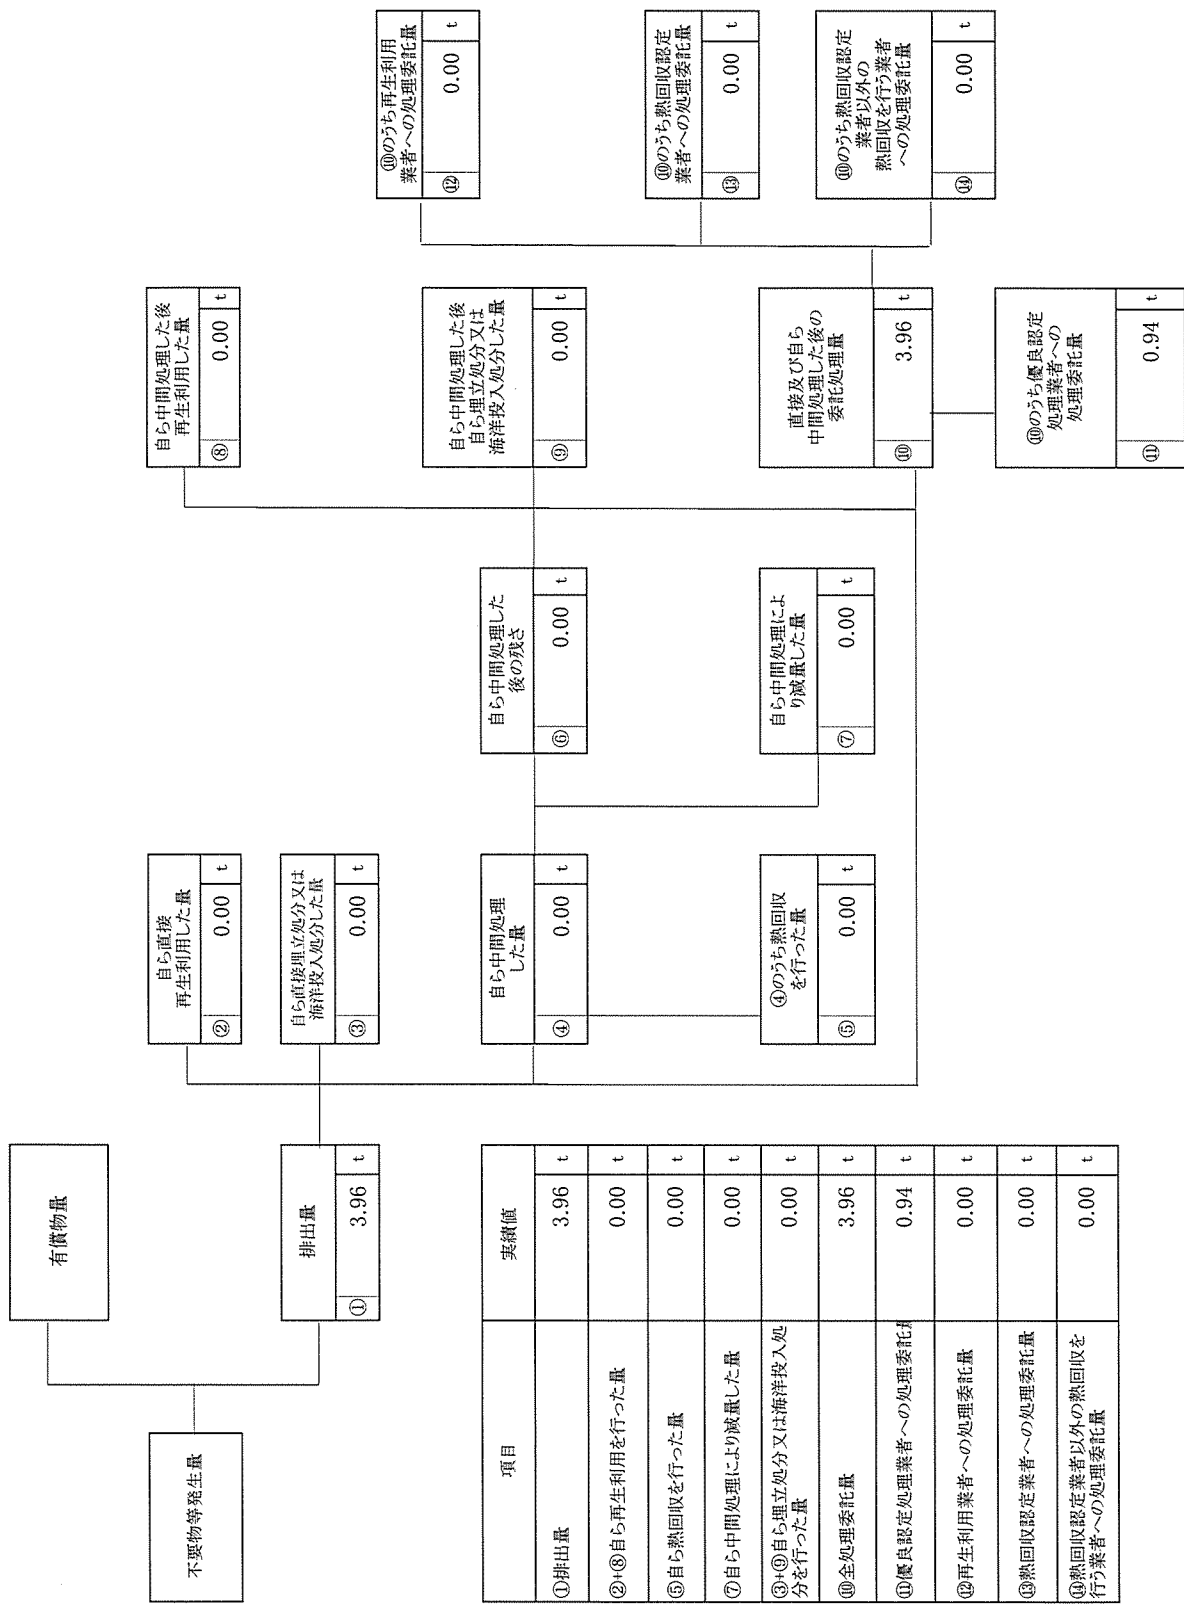 不要物等発生量
有償物量
排出量
① 3.96 t
自ら直接
再生利用した量
② 0.00 t
自ら直接埋立処分又は
海洋投入処分した量
③ 0.00 t
自ら中間処理
した量
④ 0.00 t
④のうち熱回収
を行った量
⑤ 0.00 t
自ら中間処理した
後の残さ
⑥ 0.00 t
自ら中間処理によ
り減量した量
⑦ 0.00 t
自ら中間処理した後
再生利用した量
⑧ 0.00 t
自ら中間処理した後
自ら埋立処分又は
海洋投入処分した量
⑨ 0.00 t
直接及び自ら
中間処理した後の
委託処理量
⑩ 3.96 t
⑩のうち優良認定
処理業者への
処理委託量
⑪ 0.94 t
⑩のうち再生利用
業者への処理委託量
⑫ 0.00 t
⑩のうち熱回収認定
業者への処理委託量
⑬ 0.00 t
⑩のうち熱回収認定
業者以外の
熱回収を行う業者
への処理委託量
⑭ 0.00 t
項目 実績値
①排出量 3.96 t
②+⑧自ら再生利用を行った量 0.00 t
⑤自ら熱回収を行った量 0.00 t
⑦自ら中間処理により減量した量 0.00 t
③+⑨自ら埋立処分又は海洋投入処
分を行った量 0.00 t
⑩全処理委託量 3.96 t
⑪優良認定処理業者への処理委託 0.94 t
⑫再生利用業者への処理委託量 0.00 t
⑬熱回収認定業者への処理委託量 0.00 t
⑭熱回収認定業者以外の熱回収を
行う業者への処理委託量 0.00 t